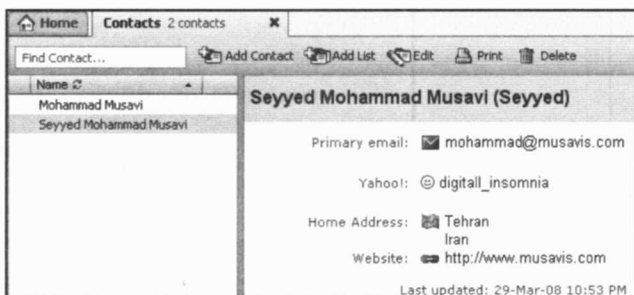 Home Contacts 2 contacts
Find Contact... Add Contact Add List Edit Print Delete
Name
Mohammad Musavi
Seyyed Mohammad Musavi
Seyyed Mohammad Musavi (Seyyed)
Primary email: mohammad@musavis.com
Yahoo!: digitall_insomnia
Home Address: Tehran
Iran
Website: http://www.musavis.com
Last updated: 29-Mar-08 10:53 PM